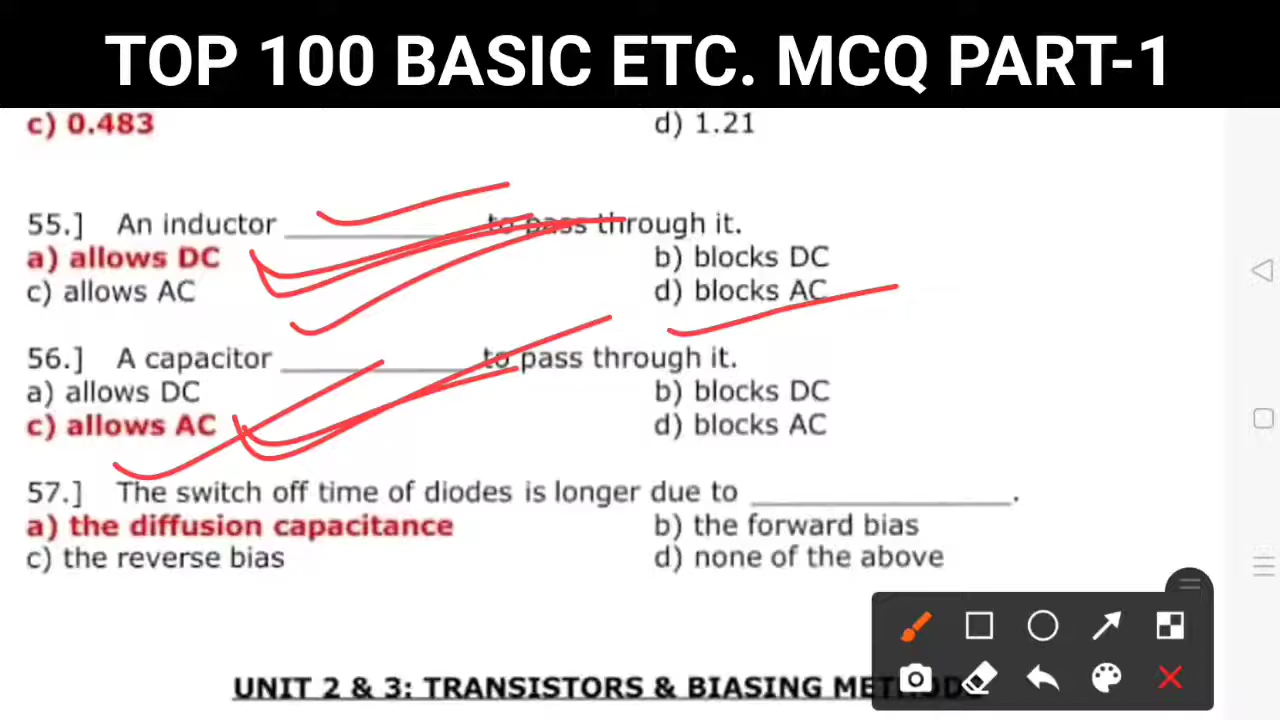 TOP 100 BASIC ETC. MCQ PART-1
c) 0.483 d) 1.21
55.] An inductor ____________ to pass through it.
a) allows DC b) blocks DC
c) allows AC d) blocks AC
56.] A capacitor ____________ to pass through it.
a) allows DC b) blocks DC
c) allows AC d) blocks AC
57.] The switch off time of diodes is longer due to _________________.
a) the diffusion capacitance b) the forward bias
c) the reverse bias d) none of the above
UNIT 2 & 3: TRANSISTORS & BIASING METHODS